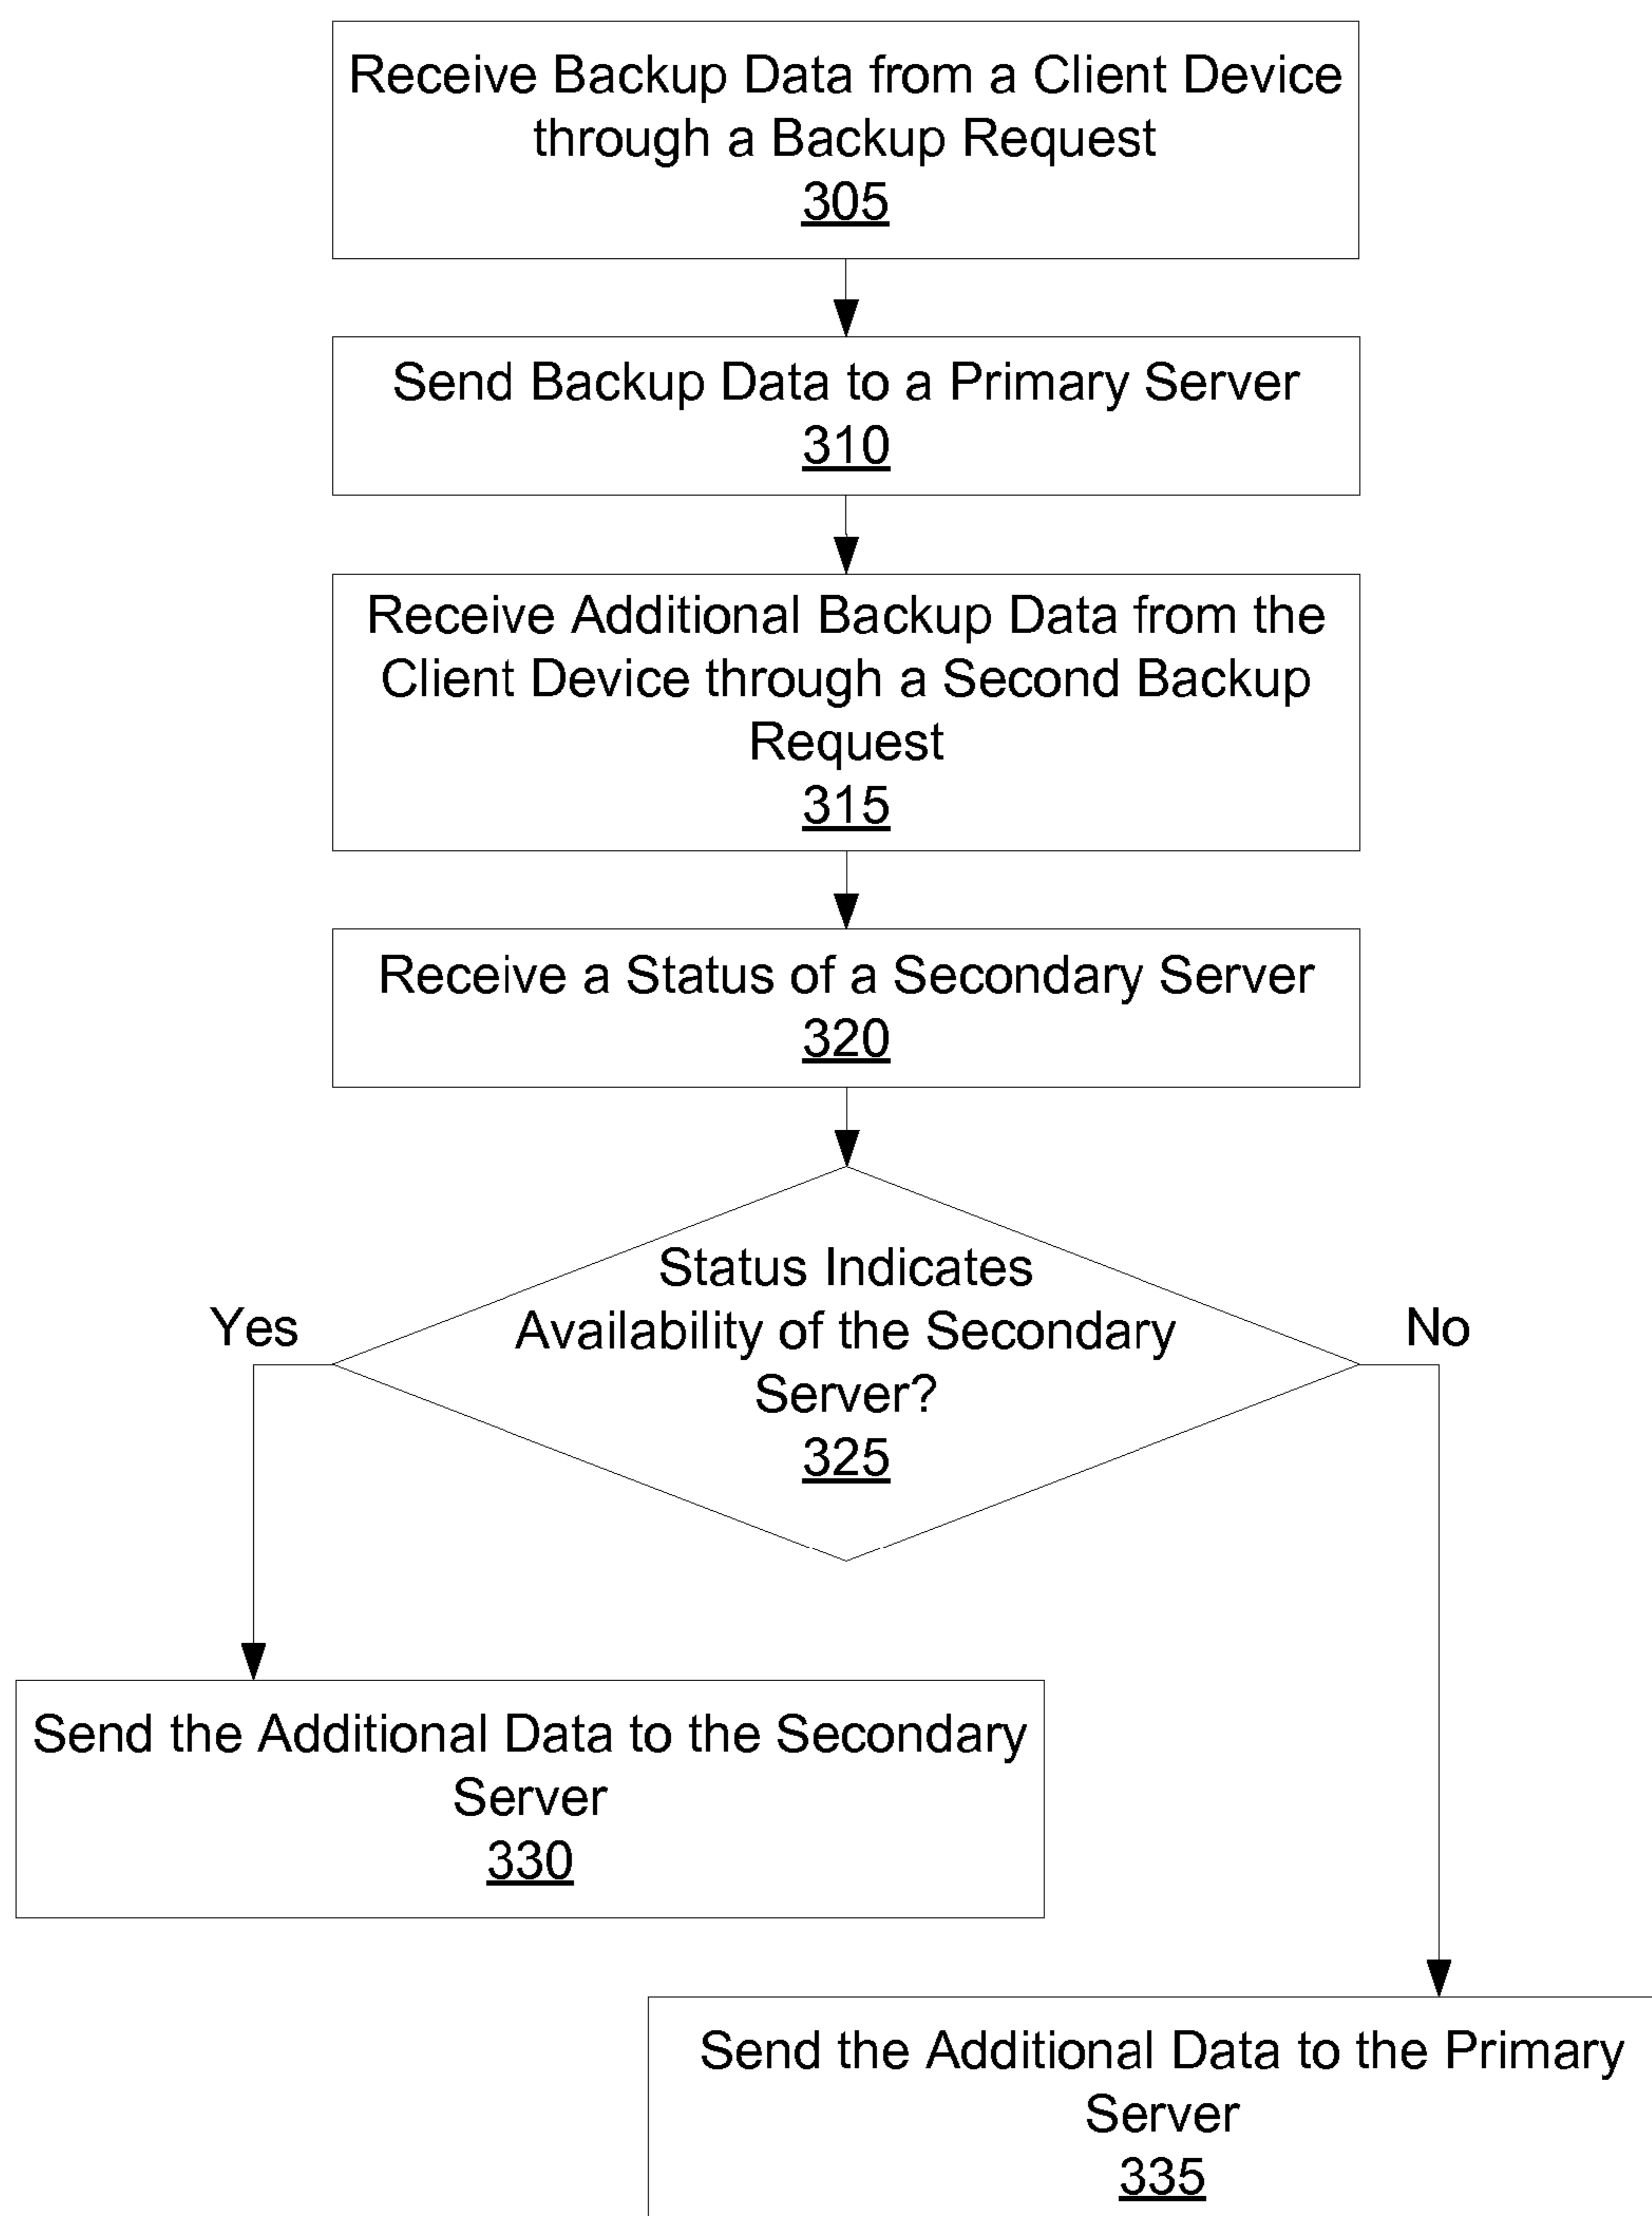 Receive Backup Data from a Client Device
through a Backup Request
305
Send Backup Data to a Primary Server
310
Receive Additional Backup Data from the
Client Device through a Second Backup
Request
315
Receive a Status of a Secondary Server
320
Status Indicates
Availability of the Secondary
Server?
325
Yes
No
Send the Additional Data to the Secondary
Server
330
Send the Additional Data to the Primary
Server
335